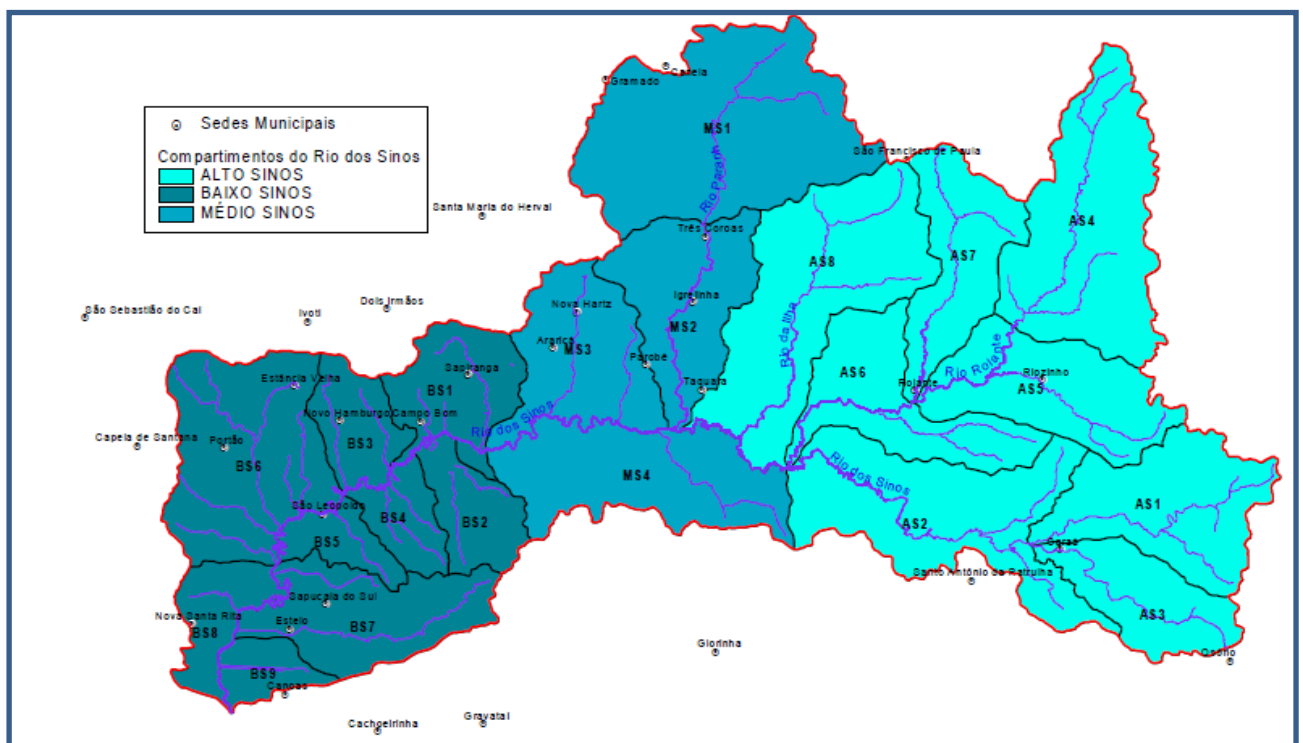 Sedes Municipais
Compartimentos do Rio dos Sinos
ALTO SINOS
BAIXO SINOS
MÉDIO SINOS
Canela
Gramado
MS1
São Francisco de Paula
Santa Maria do Herval
Rio Paranh
AS4
Três Coroas
AS7
AS8
São Sebastião do Cai
Ivoti
Dois Irmãos
Nova Hartz
Igrejinha
MS2
Rio da Ilha
Araricá
MS3
Parobé
Sapiranga
BS1
Estância Velha
Taquara
AS6
Rolante
Rio Rolante
Riozinho
AS5
Novo Hamburgo
Campo Bom
Rio dos Sinos
Capela de Santana
Portão
BS3
BS6
MS4
Rio dos Sinos
São Leopoldo
BS4
BS2
AS1
AS2
BS5
Caraá
Santo Antônio da Patrulha
Sapucaia do Sul
Nova Santa Rita
BS8
Esteio
BS7
AS3
Glorinha
Osório
BS9
Canoas
Cachoeirinha
Gravataí